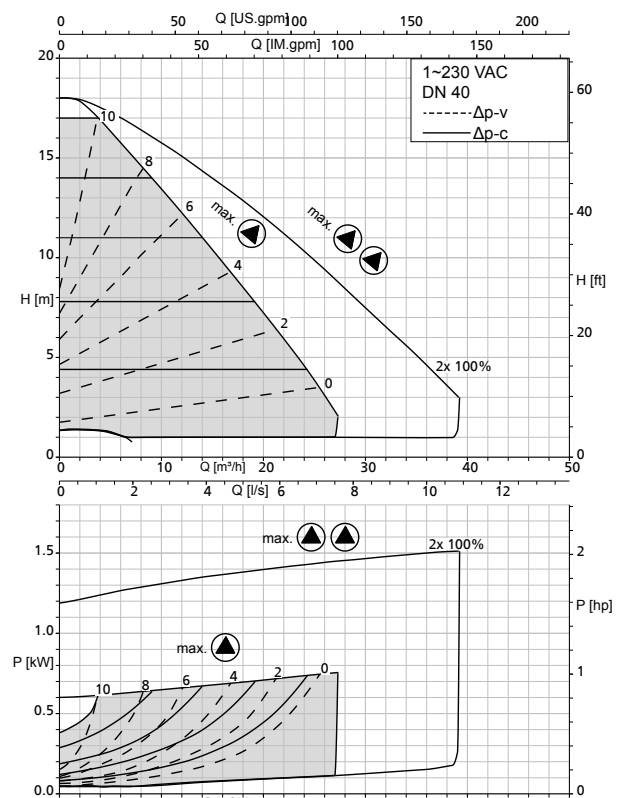 Q [US.gpm]
0 50 100 150
Q [IM.gpm]
0 50 100 150 200
1~230 VAC
DN 40
Δp-v
Δp-c
20
60
10
15
8
max.
max.
6
40
10
4
H [m]
H [ft]
2
20
5
2x 100%
0
0
0
0 10 20 30 40 50
Q [m³/h]
0 2 4 6 8 10 12
Q [l/s]
max.
2x 100%
1.5
2
P [hp]
1.0
max.
P [kW]
10 8 6 4 2 0
1
0.5
0.0
0